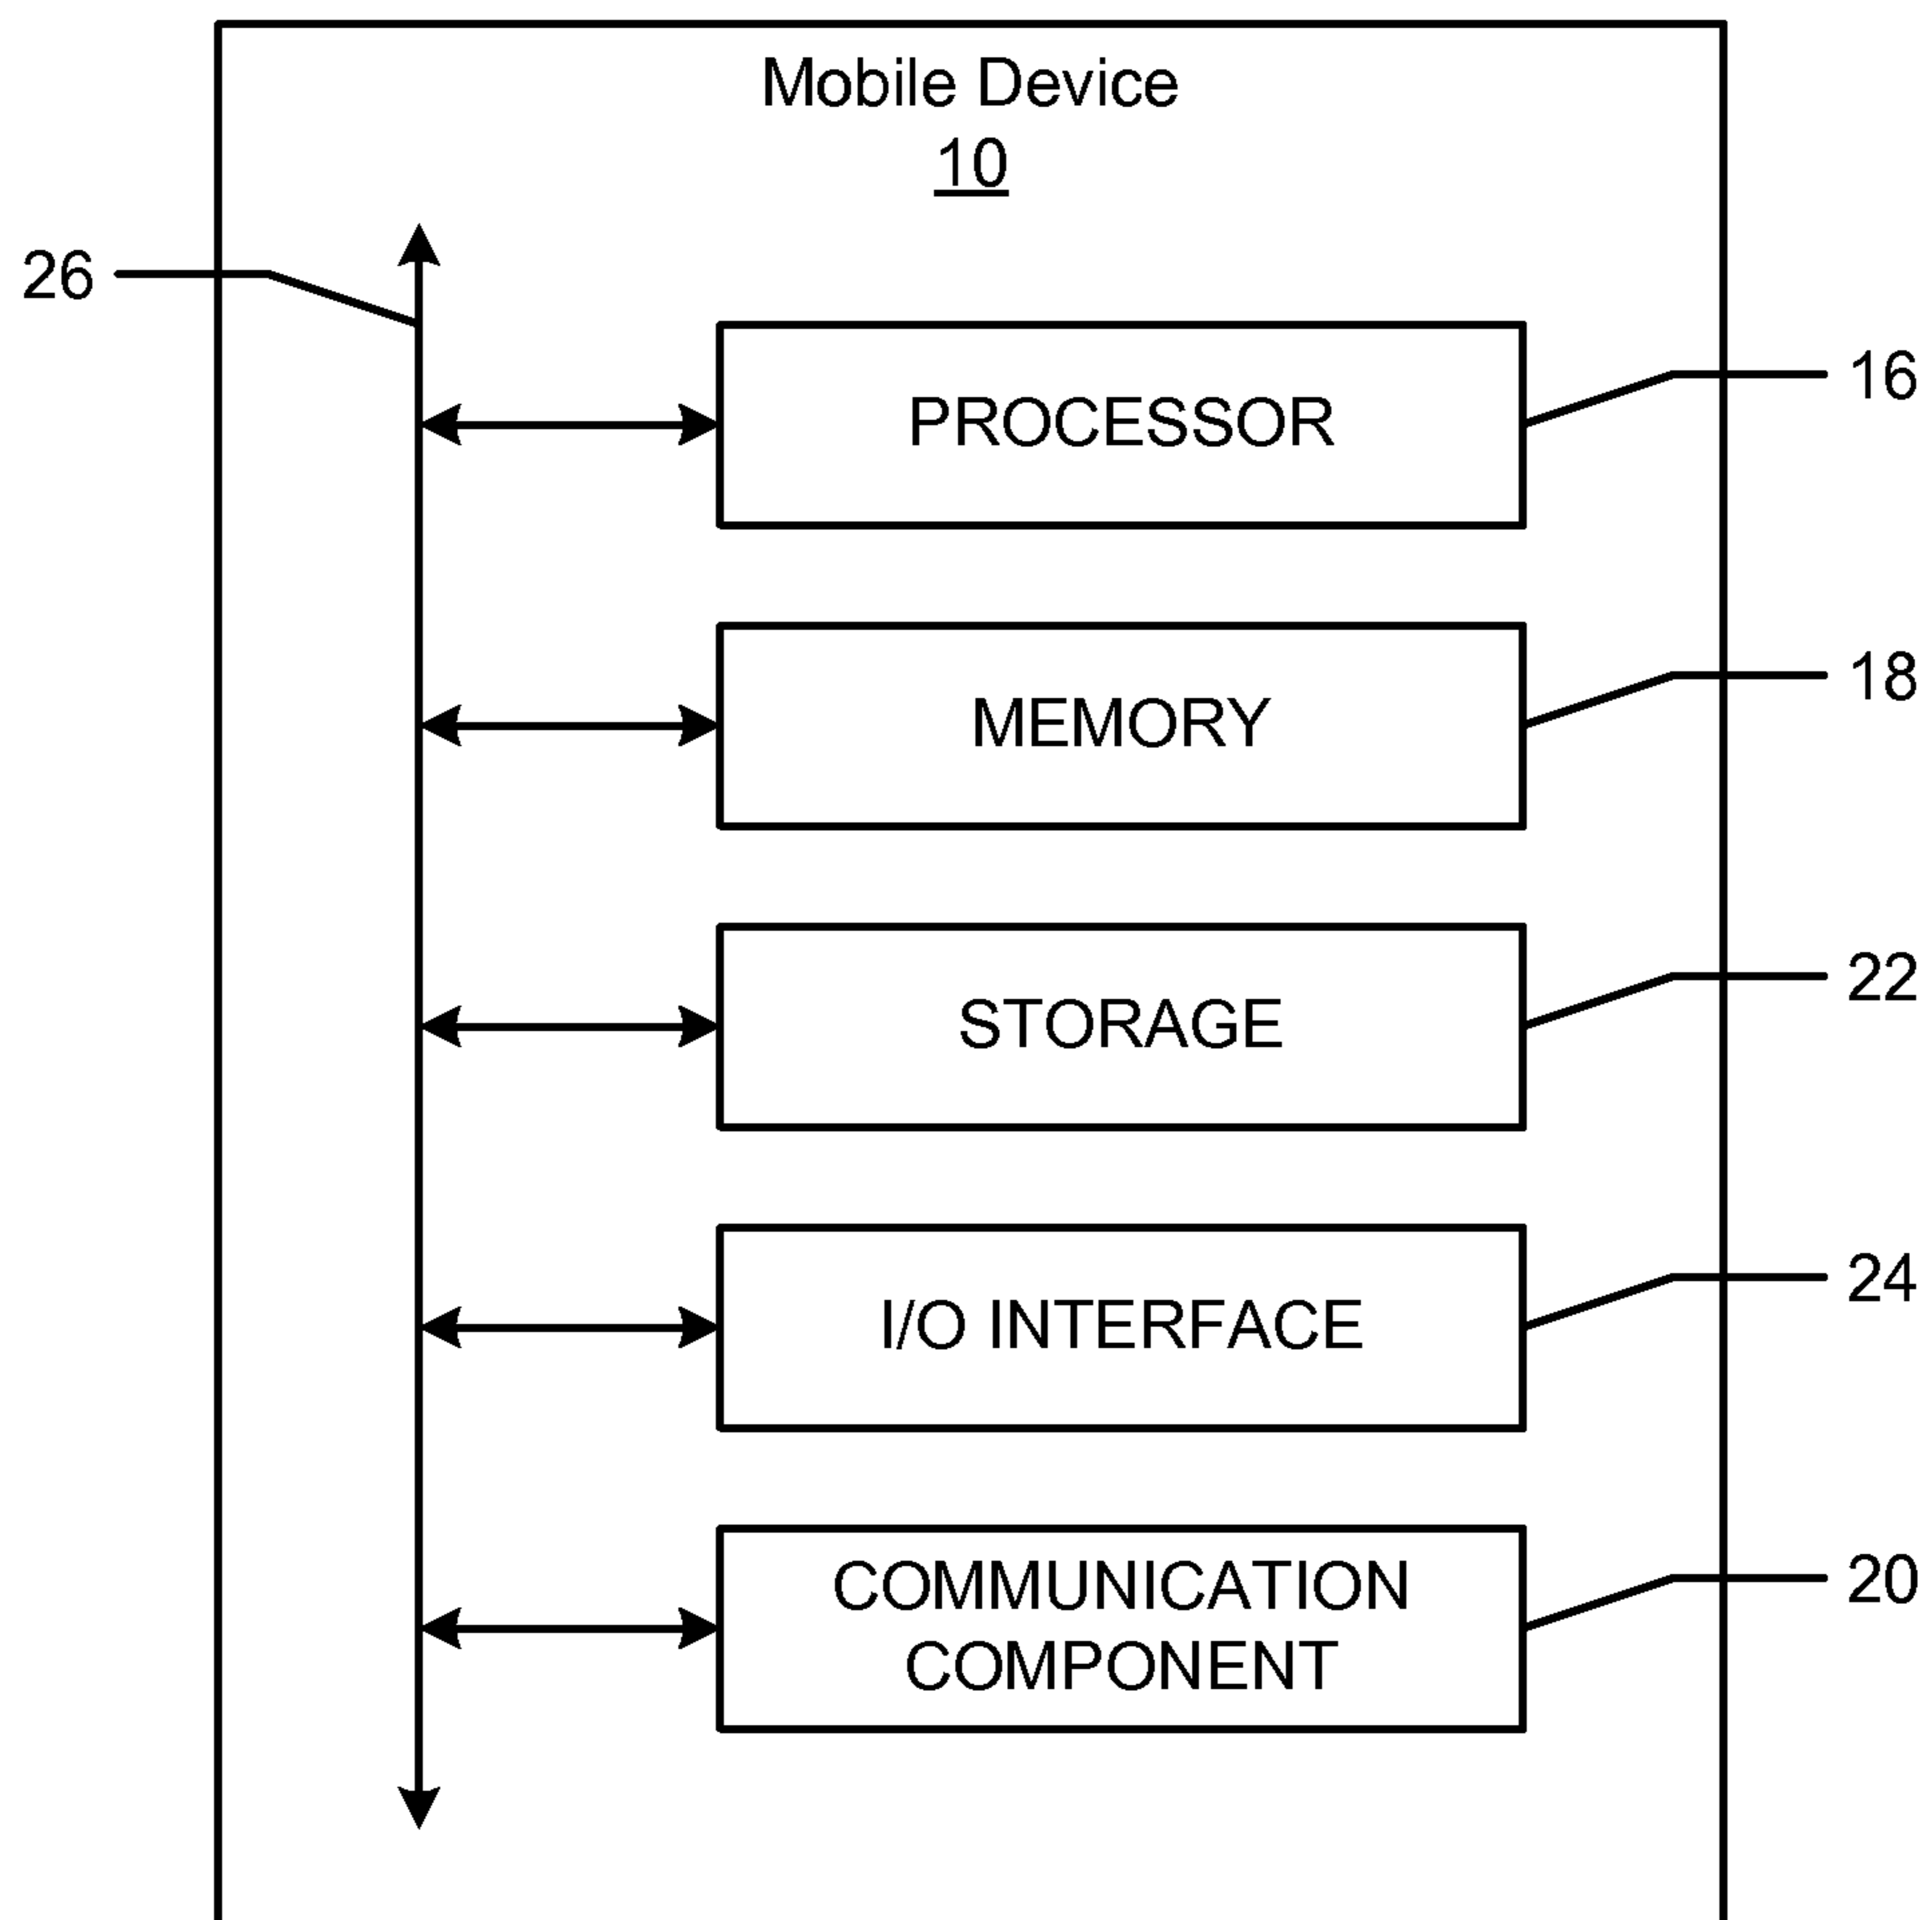 Mobile Device
10
26
PROCESSOR
16
MEMORY
18
STORAGE
22
I/O INTERFACE
24
COMMUNICATION
COMPONENT
20